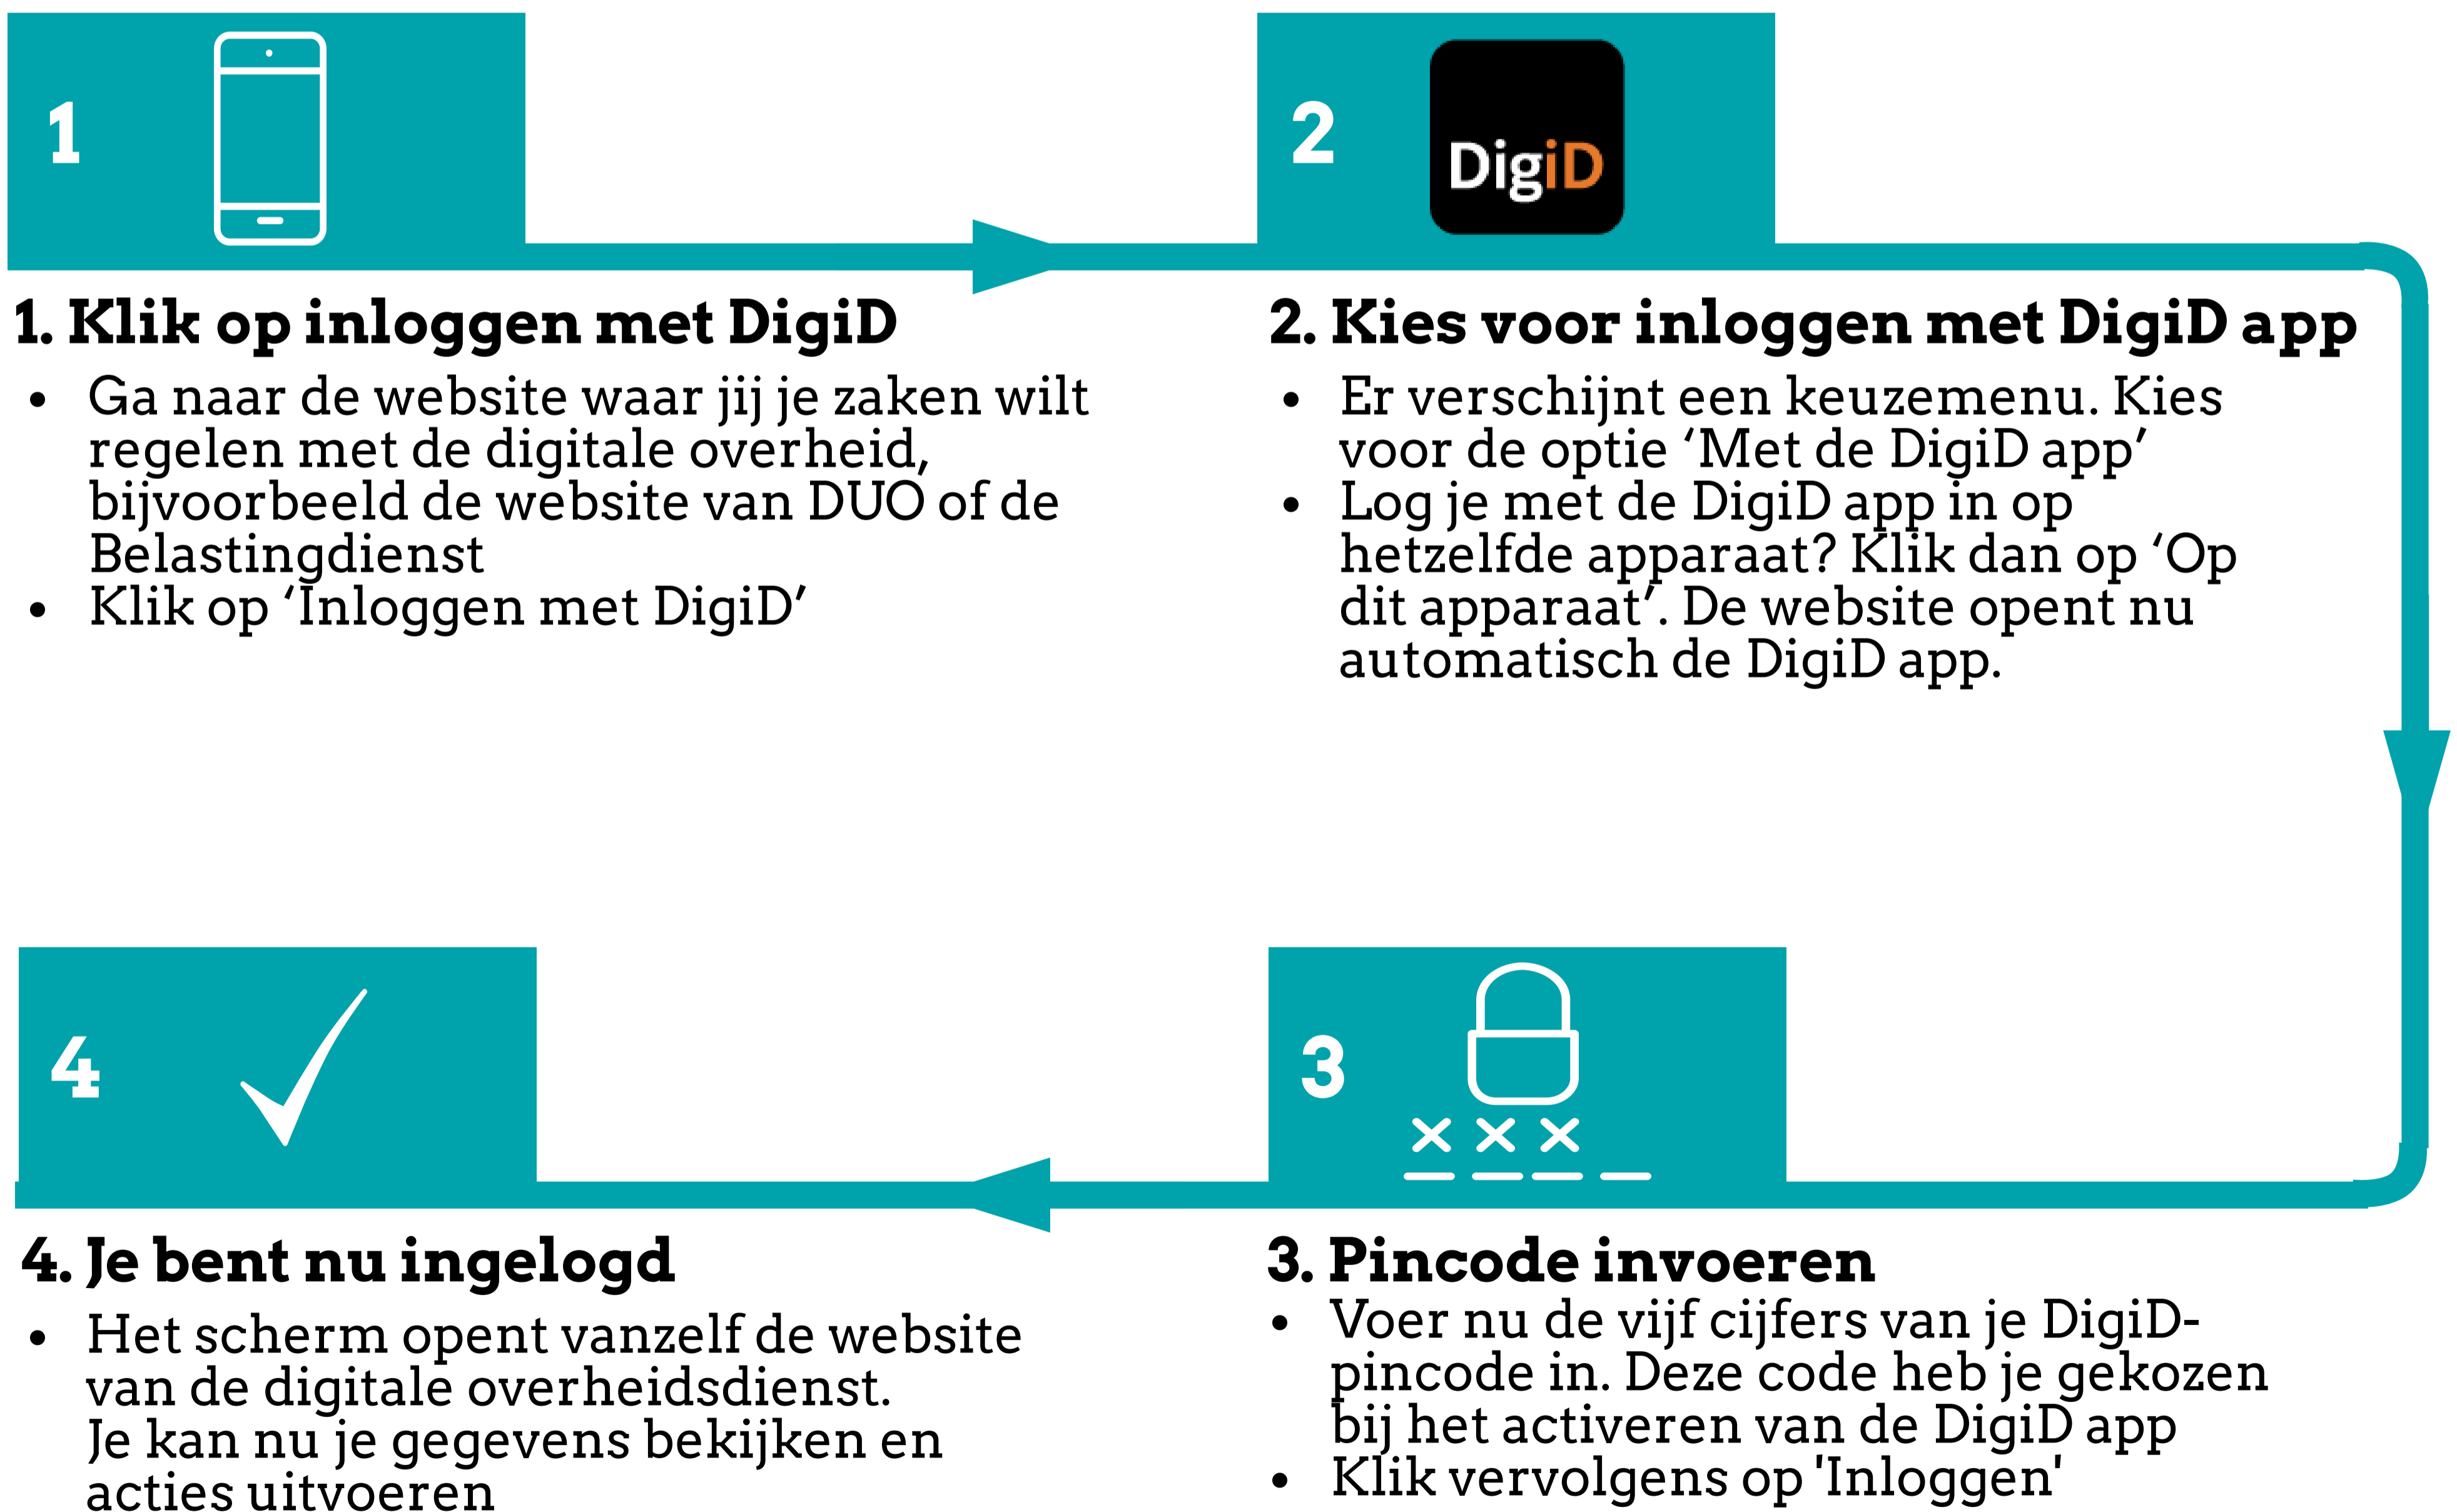 1
1. Klik op inloggen met DigiD
• Ga naar de website waar jij je zaken wilt
regelen met de digitale overheid,
bijvoorbeeld de website van DUO of de
Belastingdienst
• Klik op ‘Inloggen met DigiD’
2
DigiD
2. Kies voor inloggen met DigiD app
• Er verschijnt een keuzemenu. Kies
voor de optie ‘Met de DigiD app’
• Log je met de DigiD app in op
hetzelfde apparaat? Klik dan op ‘Op
dit apparaat’. De website opent nu
automatisch de DigiD app.
3
3. Pincode invoeren
• Voer nu de vijf cijfers van je DigiD-
pincode in. Deze code heb je gekozen
bij het activeren van de DigiD app
• Klik vervolgens op 'Inloggen'
4
4. Je bent nu ingelogd
• Het scherm opent vanzelf de website
van de digitale overheidsdienst.
Je kan nu je gegevens bekijken en
acties uitvoeren